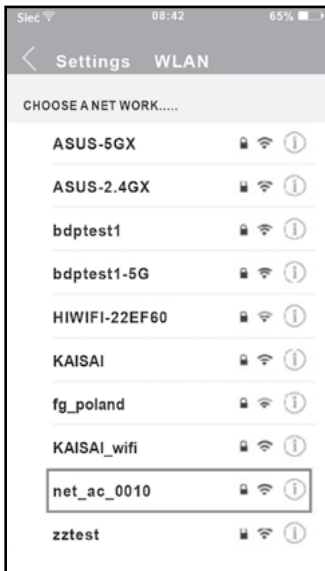 Sieć 08:42 65%
Settings WLAN
CHOOSE A NET WORK.....
ASUS-5GX
ASUS-2.4GX
bdptest1
bdptest1-5G
HIWIFI-22EF60
KAISAI
fg_poland
KAISAI_wifi
net_ac_0010
zztest